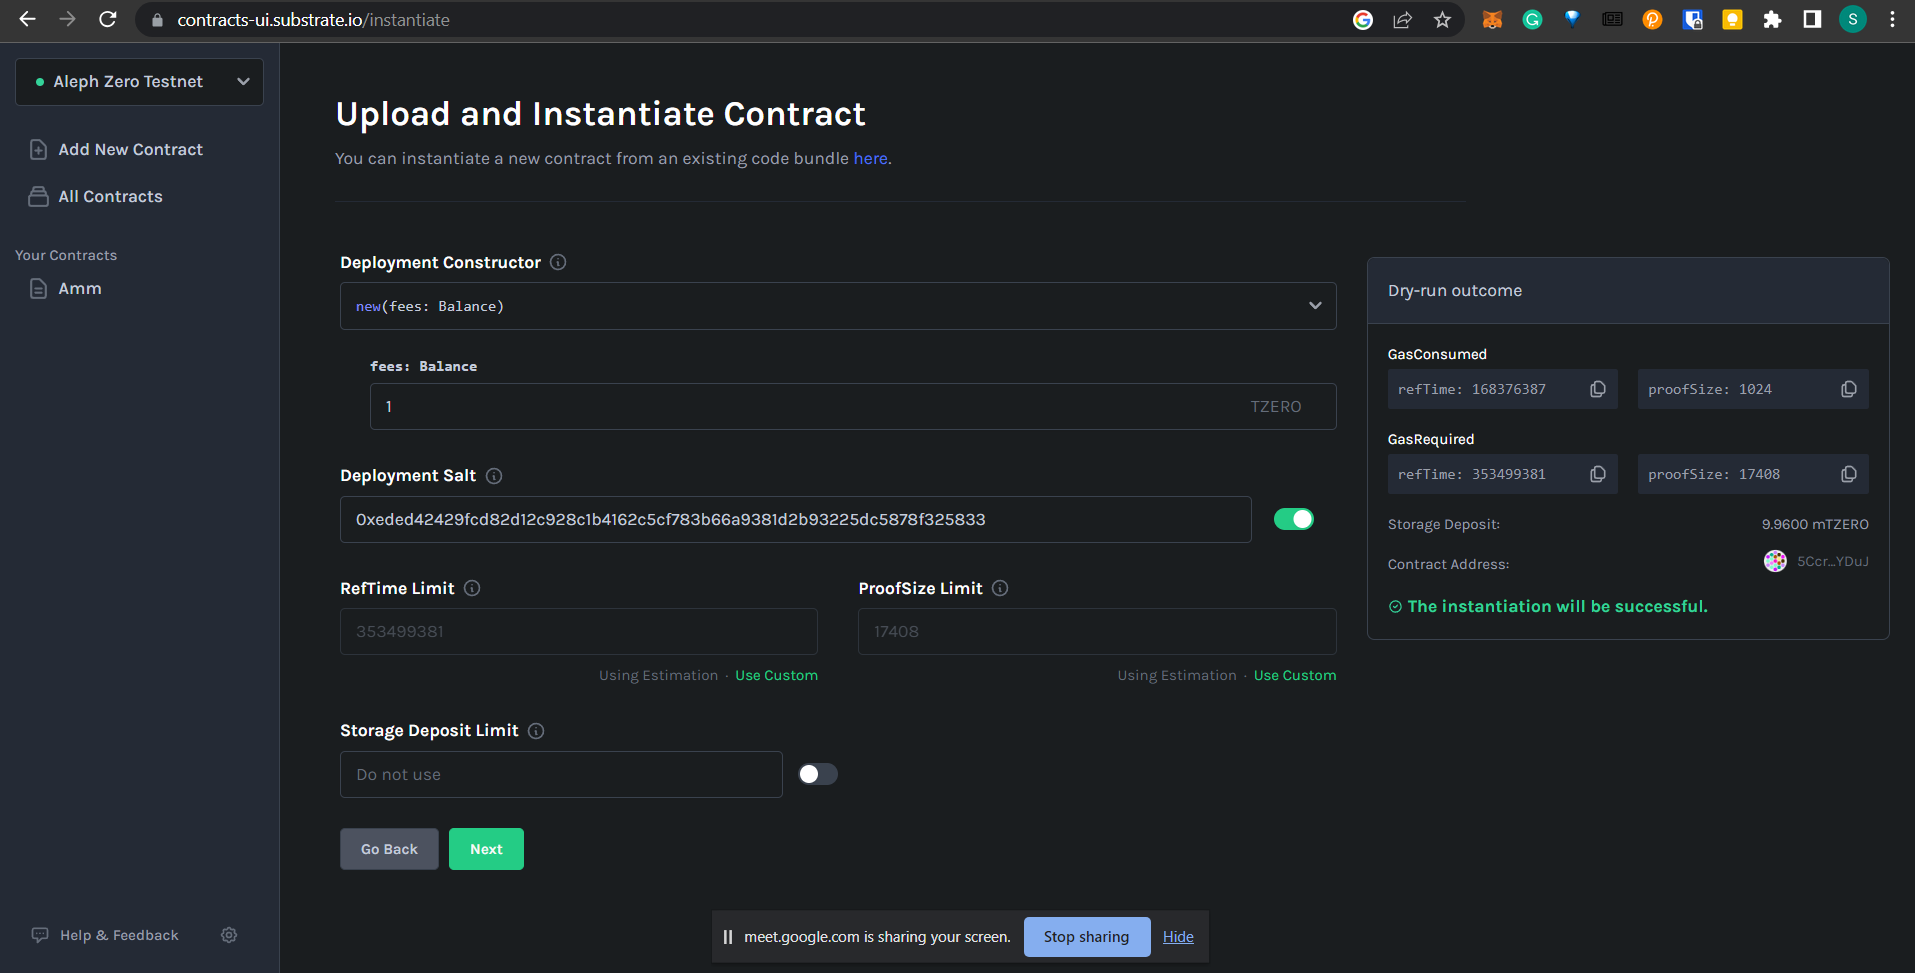 contracts-ui.substrate.io/instantiate
S
Aleph Zero Testnet
Add New Contract
All Contracts
Your Contracts
Amm
Help & Feedback
Upload and Instantiate Contract
You can instantiate a new contract from an existing code bundle here.
Deployment Constructor
new(fees: Balance)
fees: Balance
1 TZERO
Deployment Salt
0xeded42429fcd82d12c928c1b4162c5cf783b66a9381d2b93225dc5878f325833
RefTime Limit
353499381
Using Estimation · Use Custom
ProofSize Limit
17408
Using Estimation · Use Custom
Storage Deposit Limit
Do not use
Go Back
Next
Dry-run outcome
GasConsumed
refTime: 168376387
proofSize: 1024
GasRequired
refTime: 353499381
proofSize: 17408
Storage Deposit: 9.9600 mTZERO
Contract Address: 5Ccr...YDuJ
The instantiation will be successful.
meet.google.com is sharing your screen. Stop sharing Hide